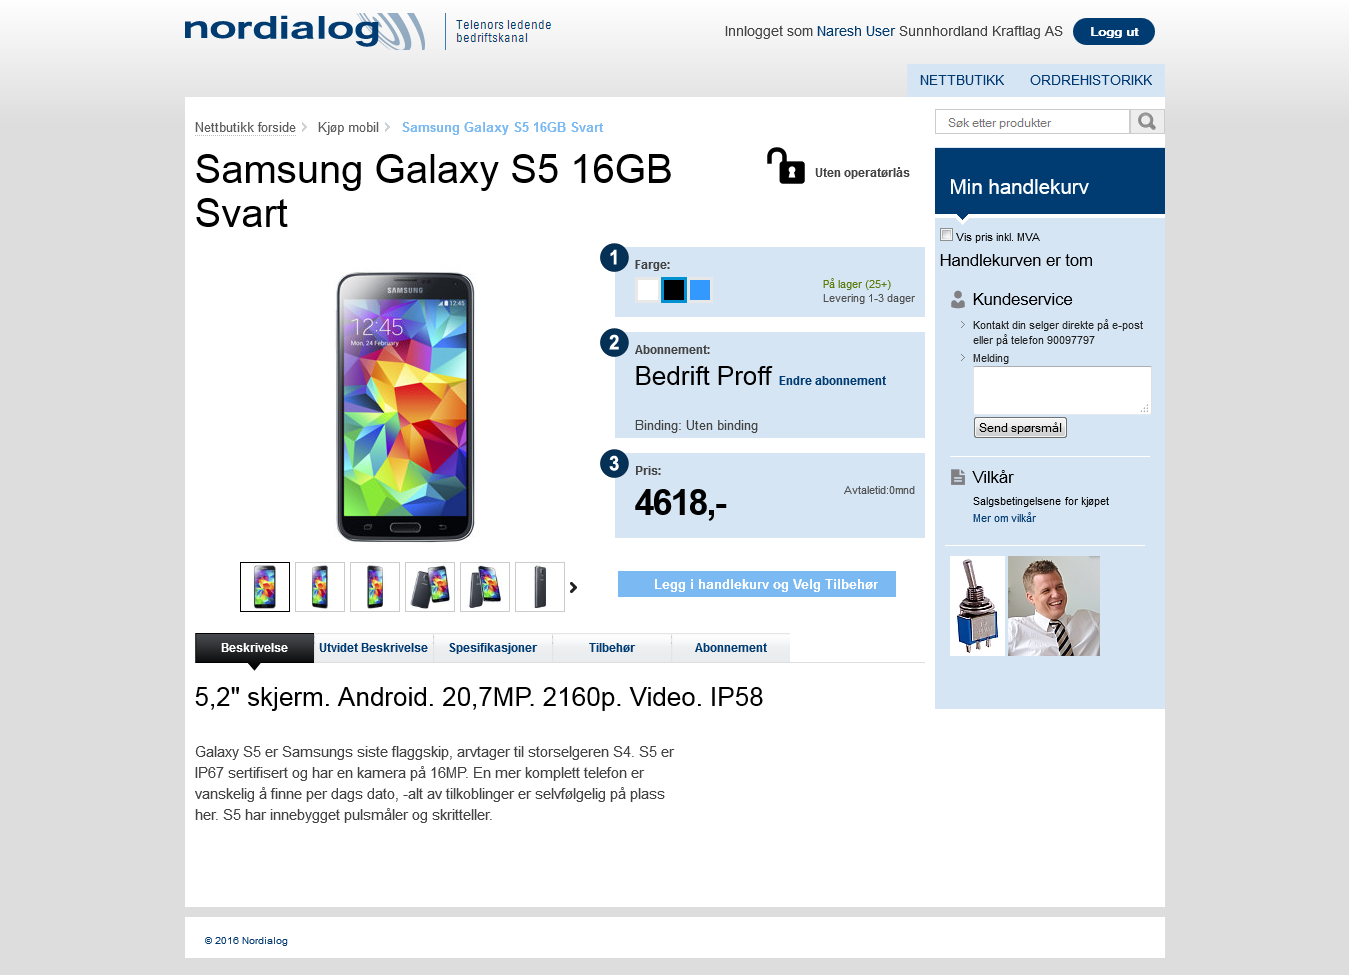 nordialog
Telenors ledende
bedriftskanal
Innlogget som Naresh User Sunnhordland Kraftlag AS
Logg ut
NETTBUTIKK
ORDREHISTORIKK
Nettbutikk forside
Kjøp mobil
Samsung Galaxy S5 16GB Svart
Samsung Galaxy S5 16GB
Svart
Uten operatørlås
SAMSUNG
12:45
12:45
Mon, 24 February
1
Farge:
På lager (25+)
Levering 1-3 dager
2
Abonnement:
Bedrift Proff Endre abonnement
Binding: Uten binding
3
Pris:
4618,-
Avtaletid:0mnd
Legg i handlekurv og Velg Tilbehør
Beskrivelse
Utvidet Beskrivelse
Spesifikasjoner
Tilbehør
Abonnement
5,2" skjerm. Android. 20,7MP. 2160p. Video. IP58
Galaxy S5 er Samsungs siste flaggskip, arvtager til storselgeren S4. S5 er
IP67 sertifisert og har en kamera på 16MP. En mer komplett telefon er
vanskelig å finne per dags dato, -alt av tilkoblinger er selvfølgelig på plass
her. S5 har innebygget pulsmåler og skritteller.
Søk etter produkter
Min handlekurv
Vis pris inkl. MVA
Handlekurven er tom
Kundeservice
Kontakt din selger direkte på e-post
eller på telefon 90097797
Melding
Send spørsmål
Vilkår
Salgsbetingelsene for kjøpet
Mer om vilkår
© 2016 Nordialog